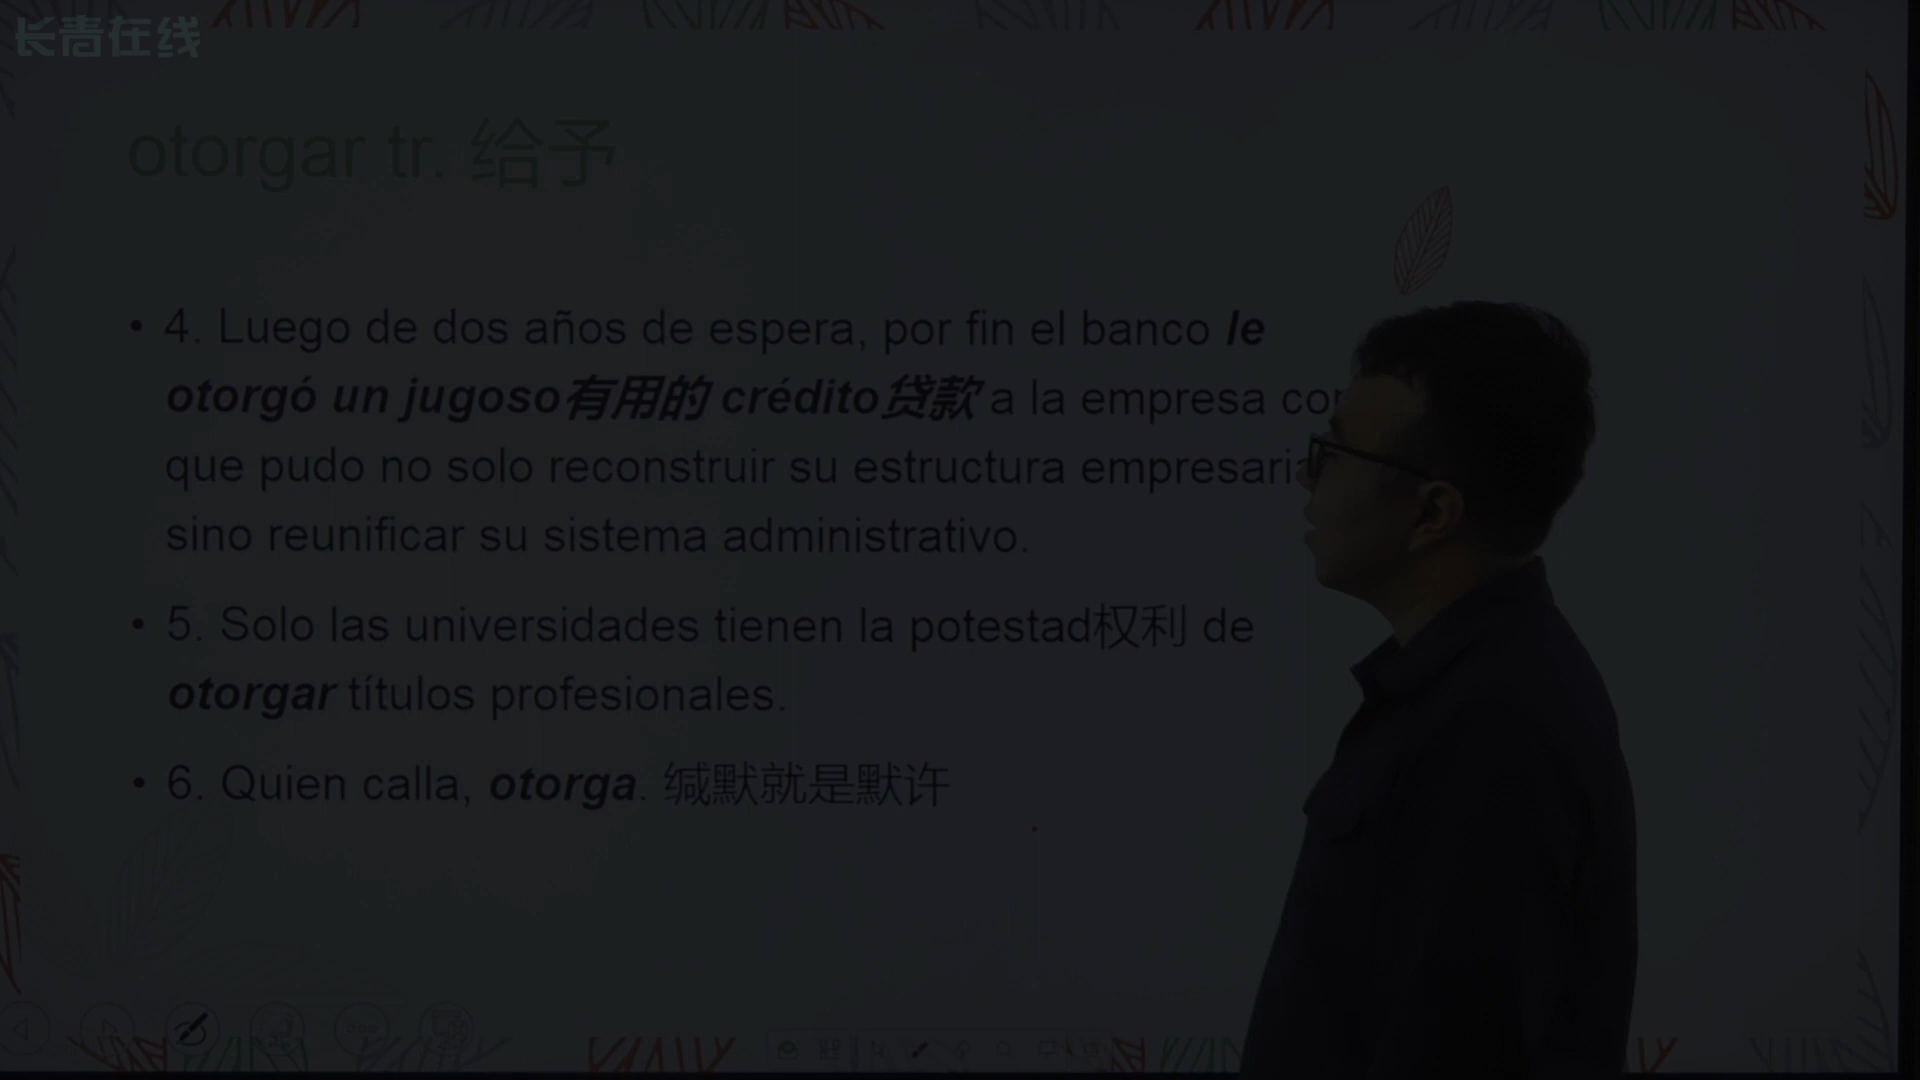 长青在线
otorgar tr. 给予
• 4. Luego de dos años de espera, por fin el banco le
otorgó un jugoso有用的 crédito贷款 a la empresa
que pudo no solo reconstruir su estructura
sino reunificar su sistema administrativo.
• 5. Solo las universidades tienen la potestad权利 de
otorgar títulos profesionales.
• 6. Quien calla, otorga. 缄默就是默许